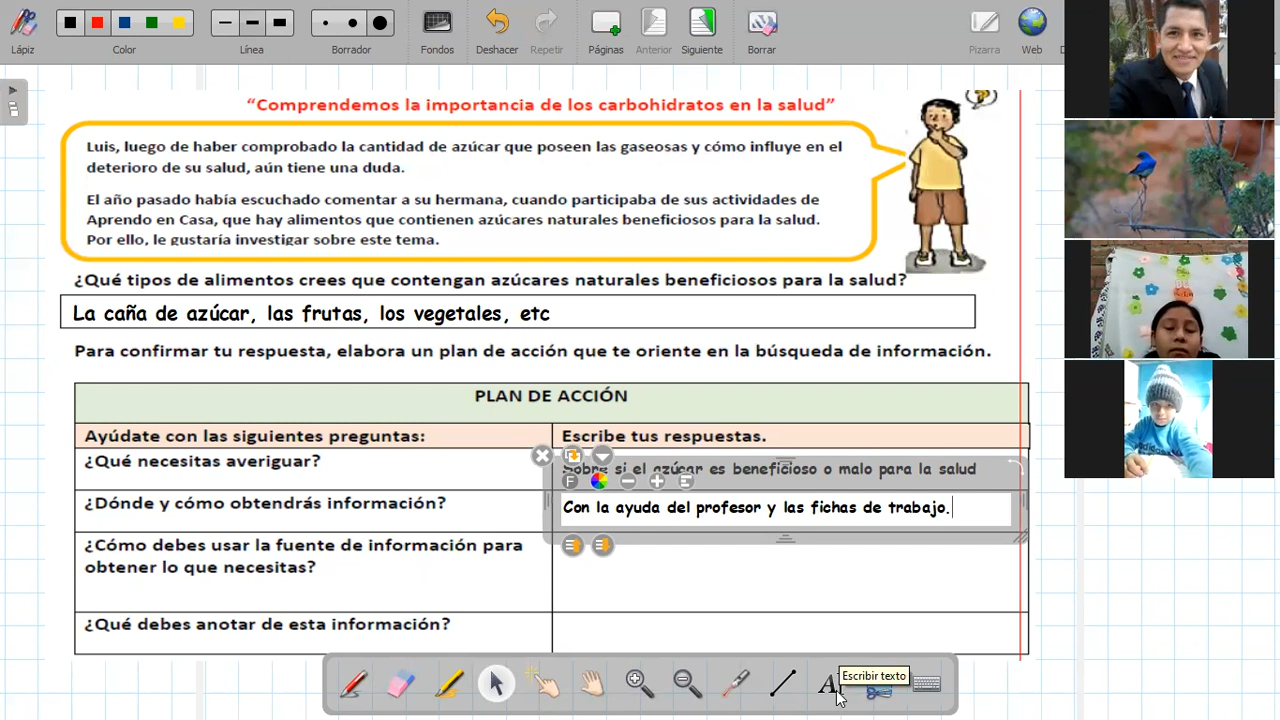 Lápiz
Color
Línea
Borrador
Fondos
Deshacer
Repetir
Páginas
Anterior
Siguiente
Borrar
Pizarra
Web
“Comprendemos la importancia de los carbohidratos en la salud”
Luis, luego de haber comprobado la cantidad de azúcar que poseen las gaseosas y cómo influye en el
deterioro de su salud, aún tiene una duda.
El año pasado había escuchado comentar a su hermana, cuando participaba de sus actividades de
Aprendo en Casa, que hay alimentos que contienen azúcares naturales beneficiosos para la salud.
Por ello, le gustaría investigar sobre este tema.
?
¿Qué tipos de alimentos crees que contengan azúcares naturales beneficiosos para la salud?
La caña de azúcar, las frutas, los vegetales, etc
Para confirmar tu respuesta, elabora un plan de acción que te oriente en la búsqueda de información.
PLAN DE ACCIÓN
Ayúdate con las siguientes preguntas:
Escribe tus respuestas.
¿Qué necesitas averiguar?
Sobre si el azúcar es beneficioso o malo para la salud
F
¿Dónde y cómo obtendrás información?
Con la ayuda del profesor y las fichas de trabajo.
¿Cómo debes usar la fuente de información para
obtener lo que necesitas?
¿Qué debes anotar de esta información?
Escribir texto